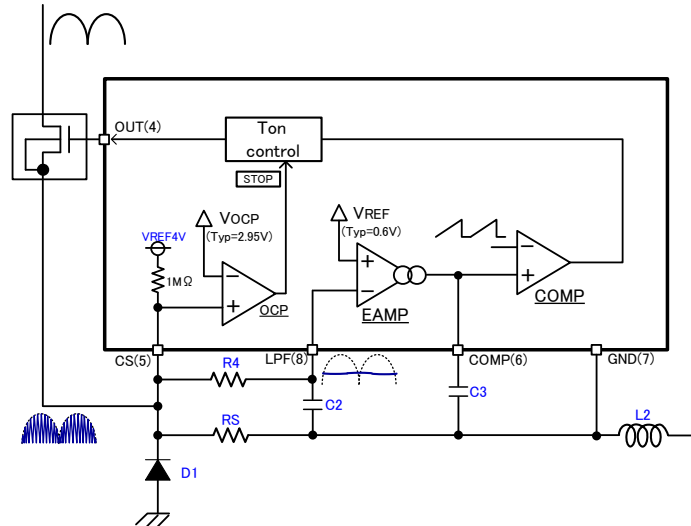 OUT(4)
Ton
control
STOP
VOCP
(Typ=2.95V)
VREF
(Typ=0.6V)
VREF4V
1MΩ
−
+
OCP
+
−
EAMP
−
+
COMP
CS(5)
R4
LPF(8)
COMP(6)
GND(7)
C2
C3
L2
RS
D1